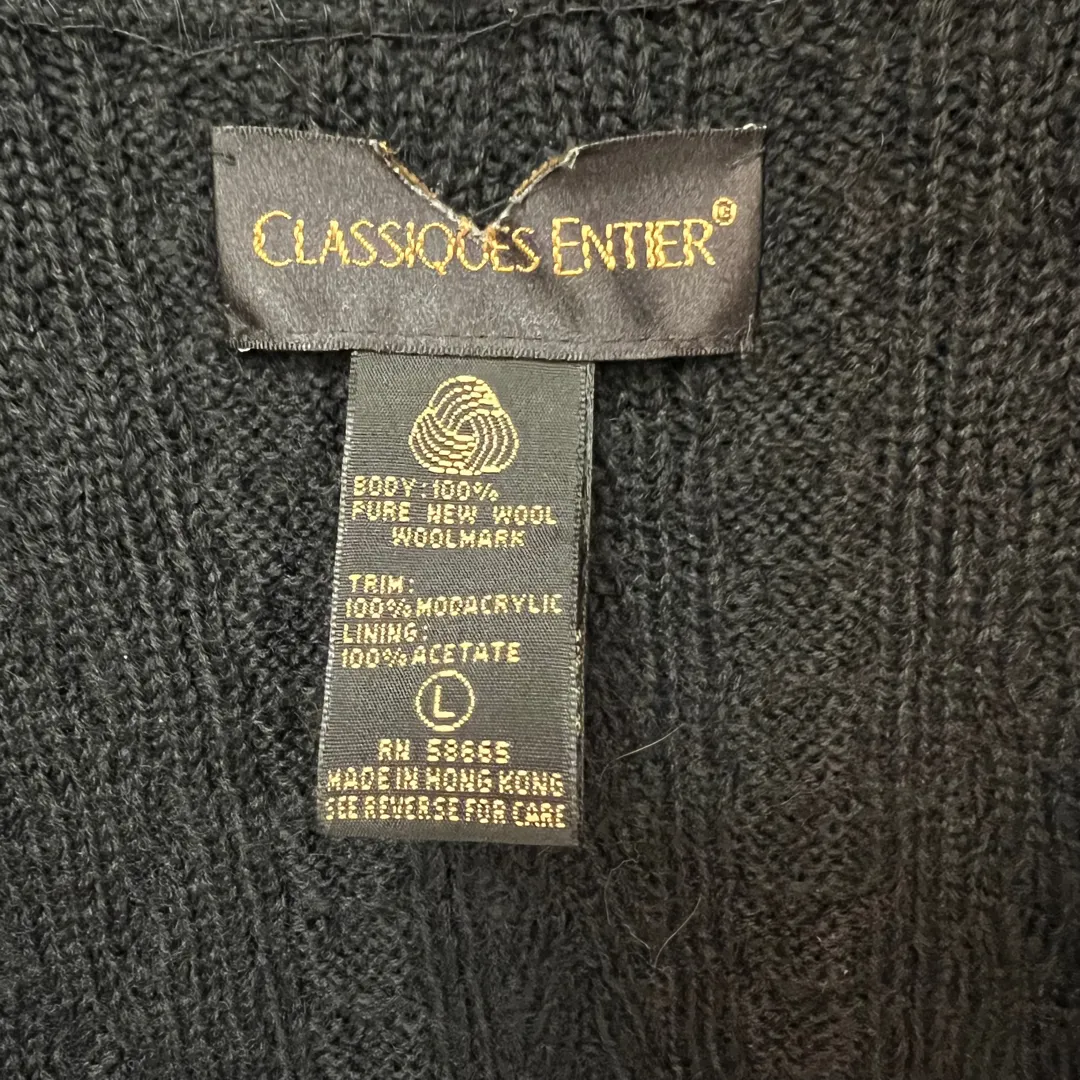 CLASSIQUES ENTIER®
BODY: 100%
PURE NEW WOOL
WOOLMARK
TRIM:
100% MODACRYLIC
LINING:
100% ACETATE
L
RN 58665
MADE IN HONG KONG
SEE REVERSE FOR CARE